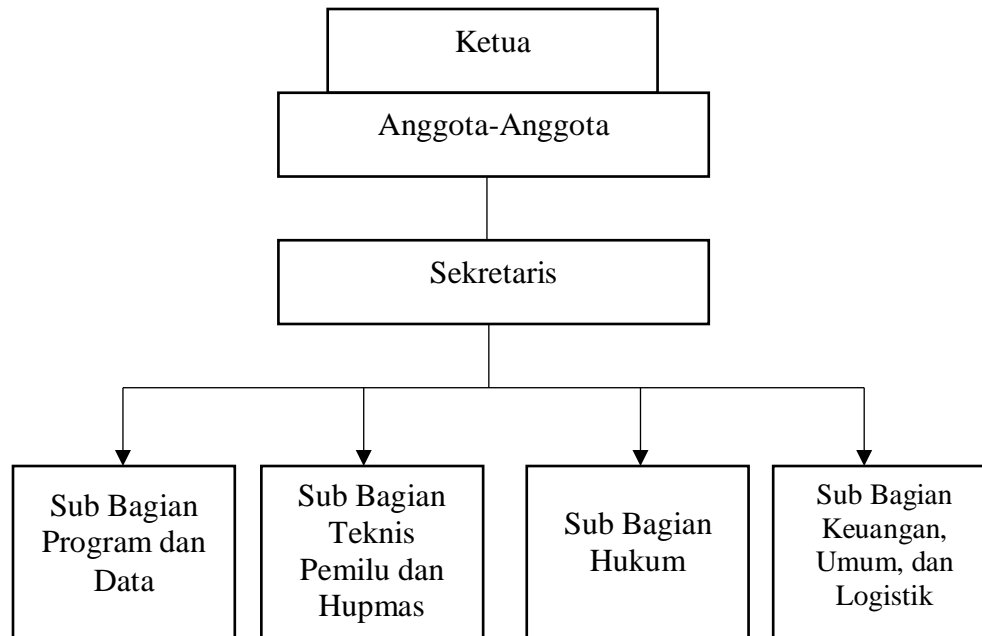 Ketua
Anggota-Anggota
Sekretaris
Sub Bagian
Program dan
Data
Sub Bagian
Teknis
Pemilu dan
Hupmas
Sub Bagian
Hukum
Sub Bagian
Keuangan,
Umum, dan
Logistik